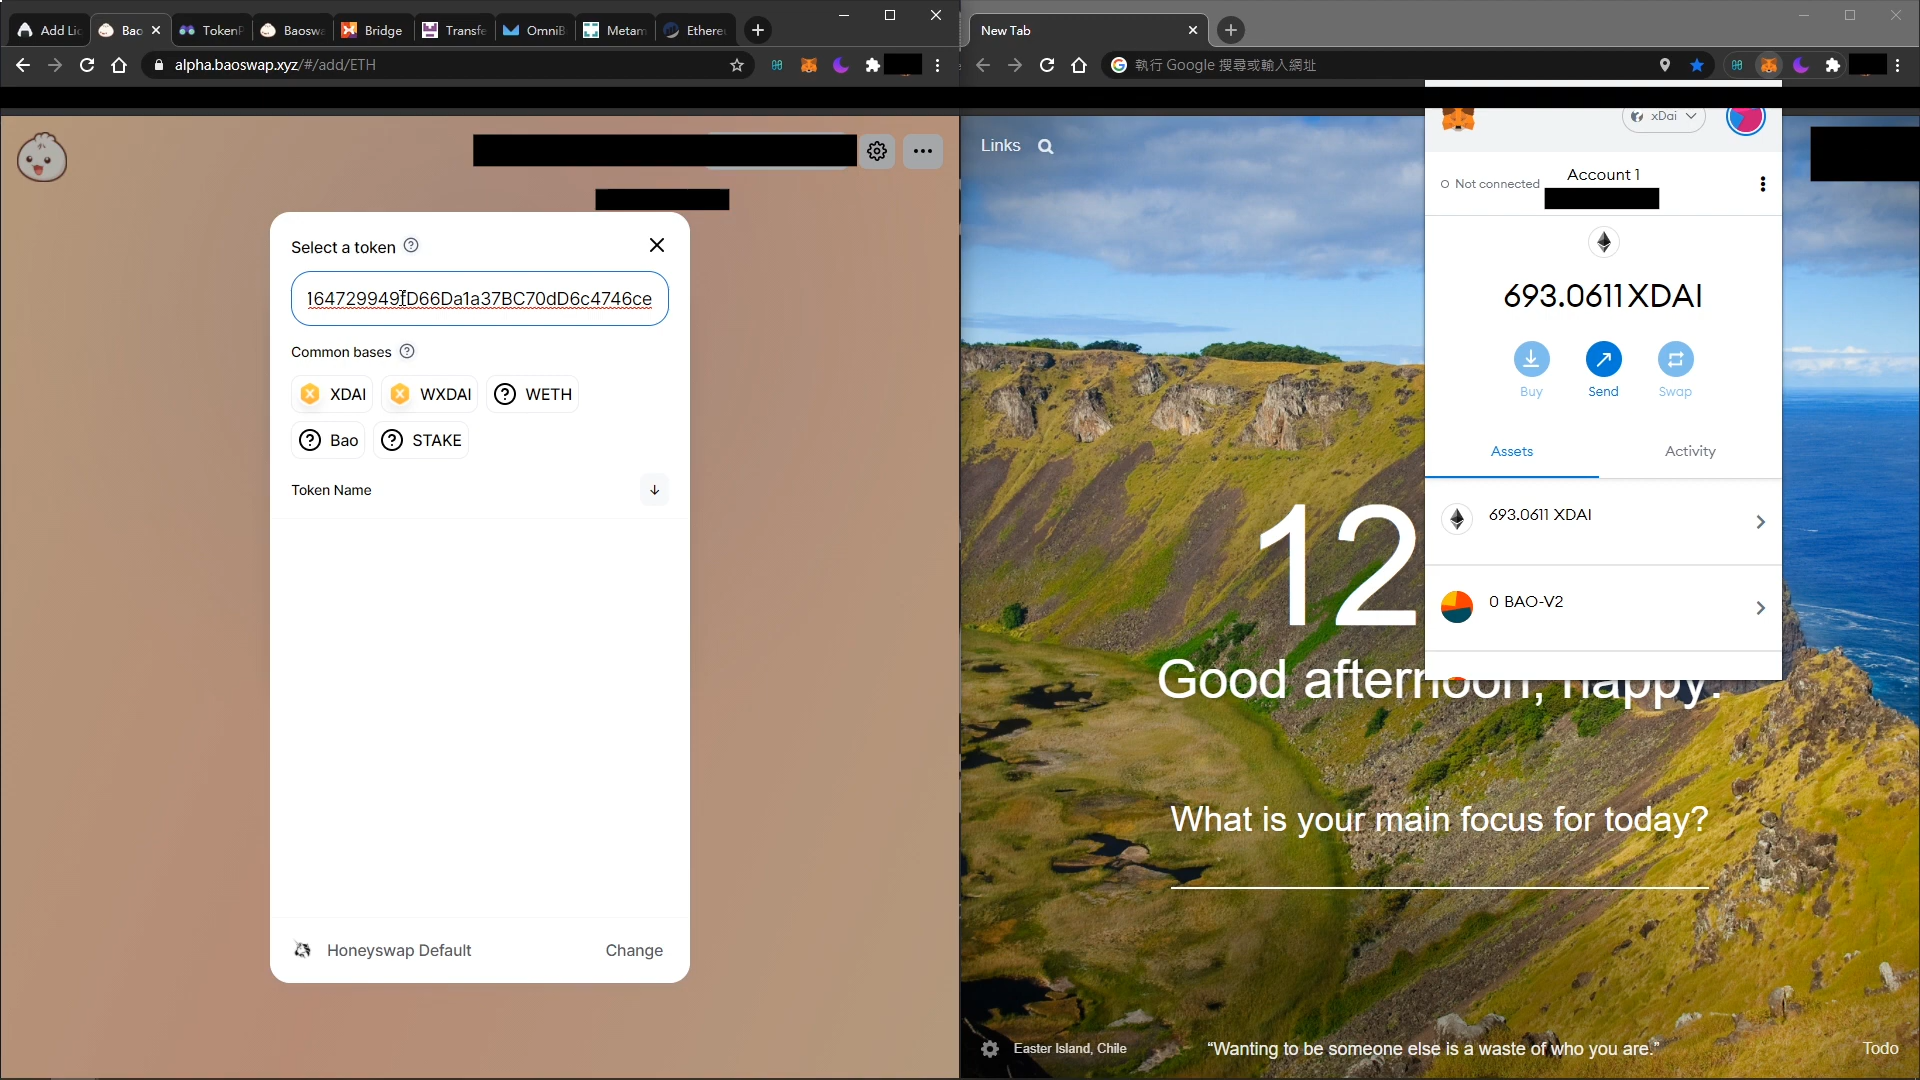 Add Li
Bao
Token
Baoswa
Bridge
Transfe
Omni
Metam
Ethere
alpha.baoswap.xyz/#/add/ETH
Select a token
164729949fD66Da1a37BC70dD6c4746ce
Common bases
XDAI
WXDAI
WETH
Bao
STAKE
Token Name
Honeyswap Default
Change
New Tab
執行 Google 搜尋或輸入網址
Links
xDai
Not connected
Account 1
693.0611 XDAI
Buy
Send
Swap
Assets
Activity
693.0611 XDAI
0 BAO-V2
12
Good afternoon, happy.
What is your main focus for today?
Easter Island, Chile
“Wanting to be someone else is a waste of who you are.”
Todo